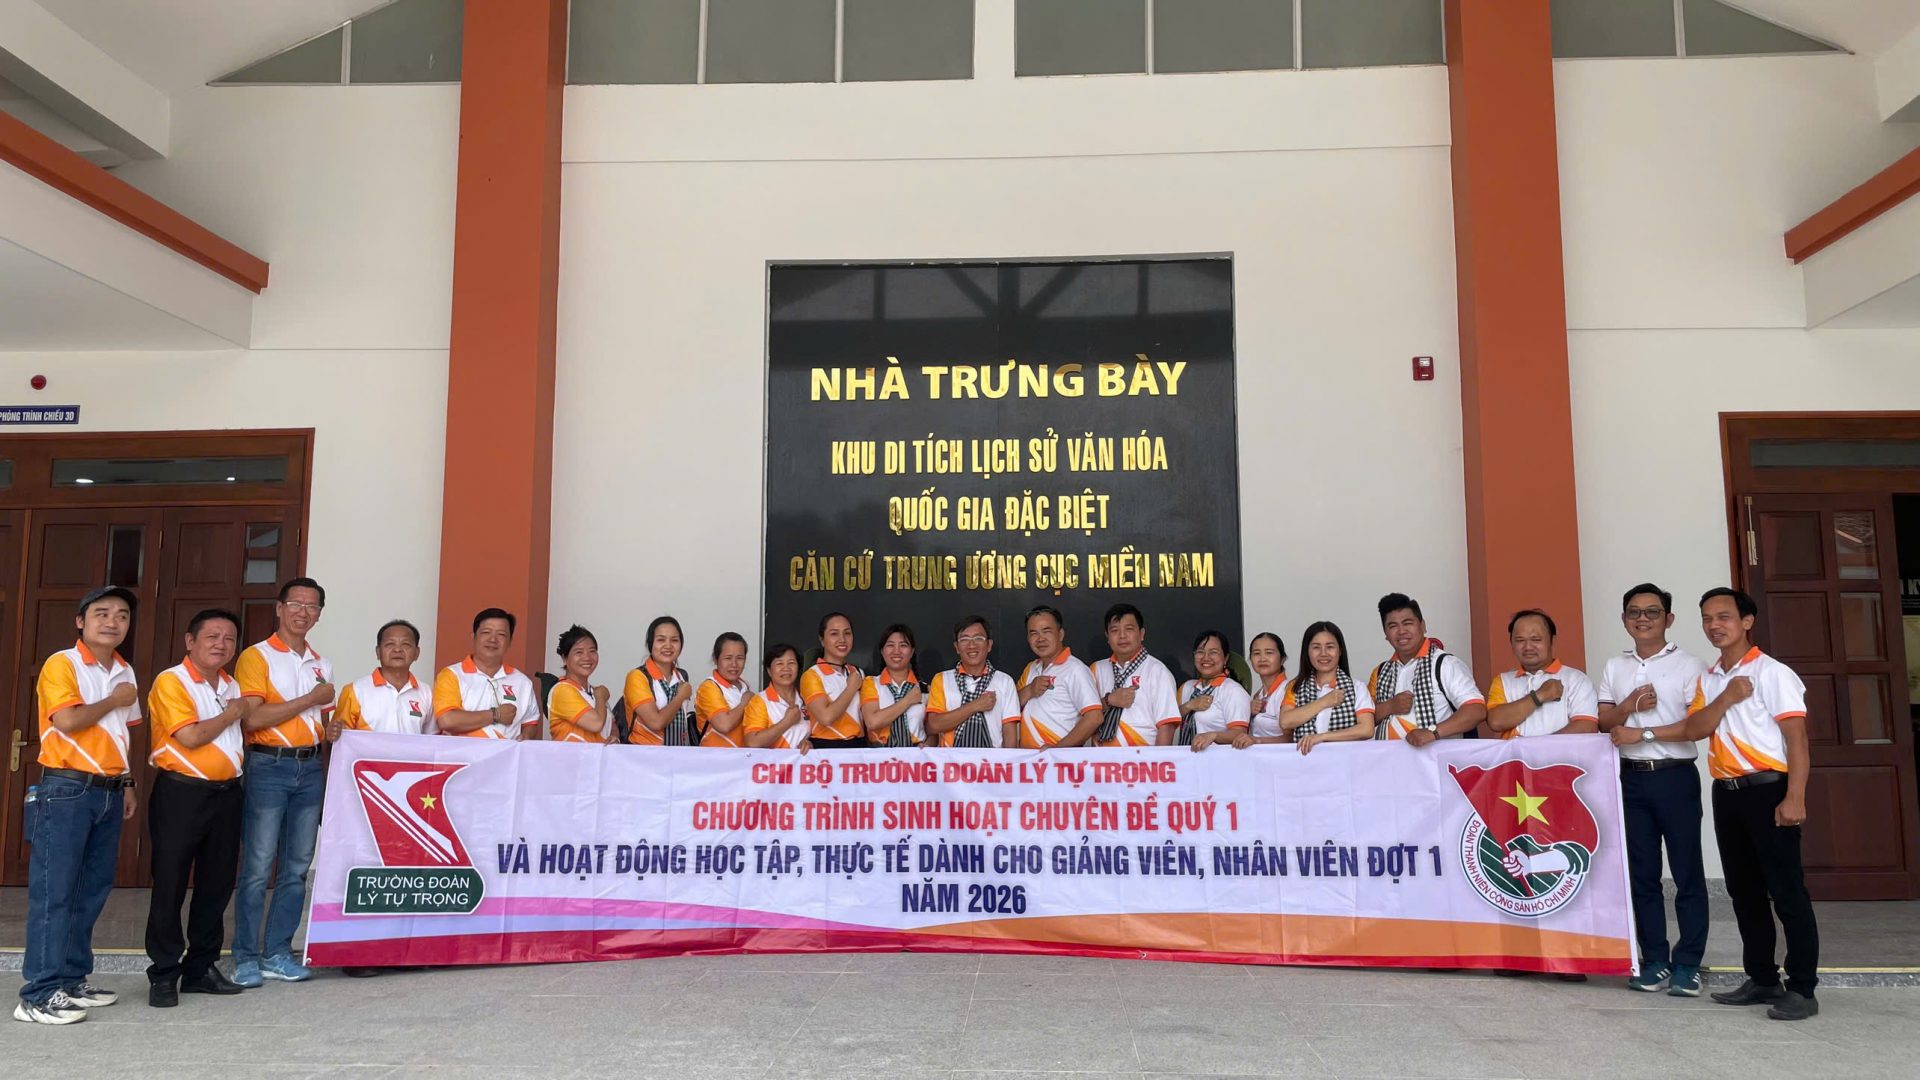 NHÀ TRƯNG BÀY
KHU DI TÍCH LỊCH SỬ VĂN HÓA
QUỐC GIA ĐẶC BIỆT
CĂN CỨ TRUNG ƯƠNG CỤC MIỀN NAM
PHÒNG TRÌNH CHIẾU 3D
CHI BỘ TRƯỜNG ĐOÀN LÝ TỰ TRỌNG
CHƯƠNG TRÌNH SINH HOẠT CHUYÊN ĐỀ QUÝ 1
VÀ HOẠT ĐỘNG HỌC TẬP, THỰC TẾ DÀNH CHO GIẢNG VIÊN, NHÂN VIÊN ĐỢT 1
NĂM 2026
TRƯỜNG ĐOÀN
LÝ TỰ TRỌNG
ĐOÀN THANH NIÊN CỘNG SẢN HỒ CHÍ MINH